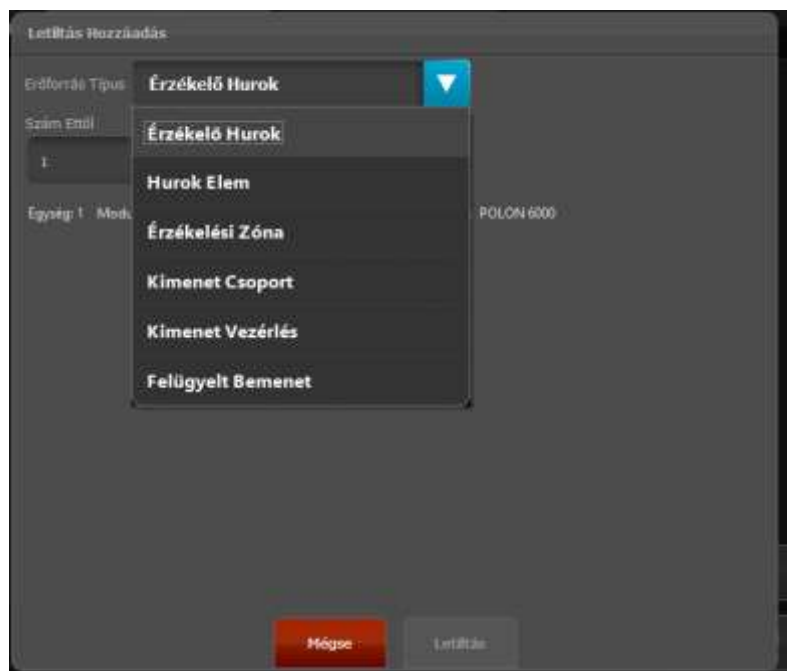 Letiltás Hozzáadás
Erőforrás Típus Érzékelő Hurok
Szám Ettől
Érzékelő Hurok
1
Hurok Elem
Egység: 1 POLON 6000
Érzékelési Zóna
Kimenet Csoport
Kimenet Vezérlés
Felügyelt Bemenet
Mégse Letiltás